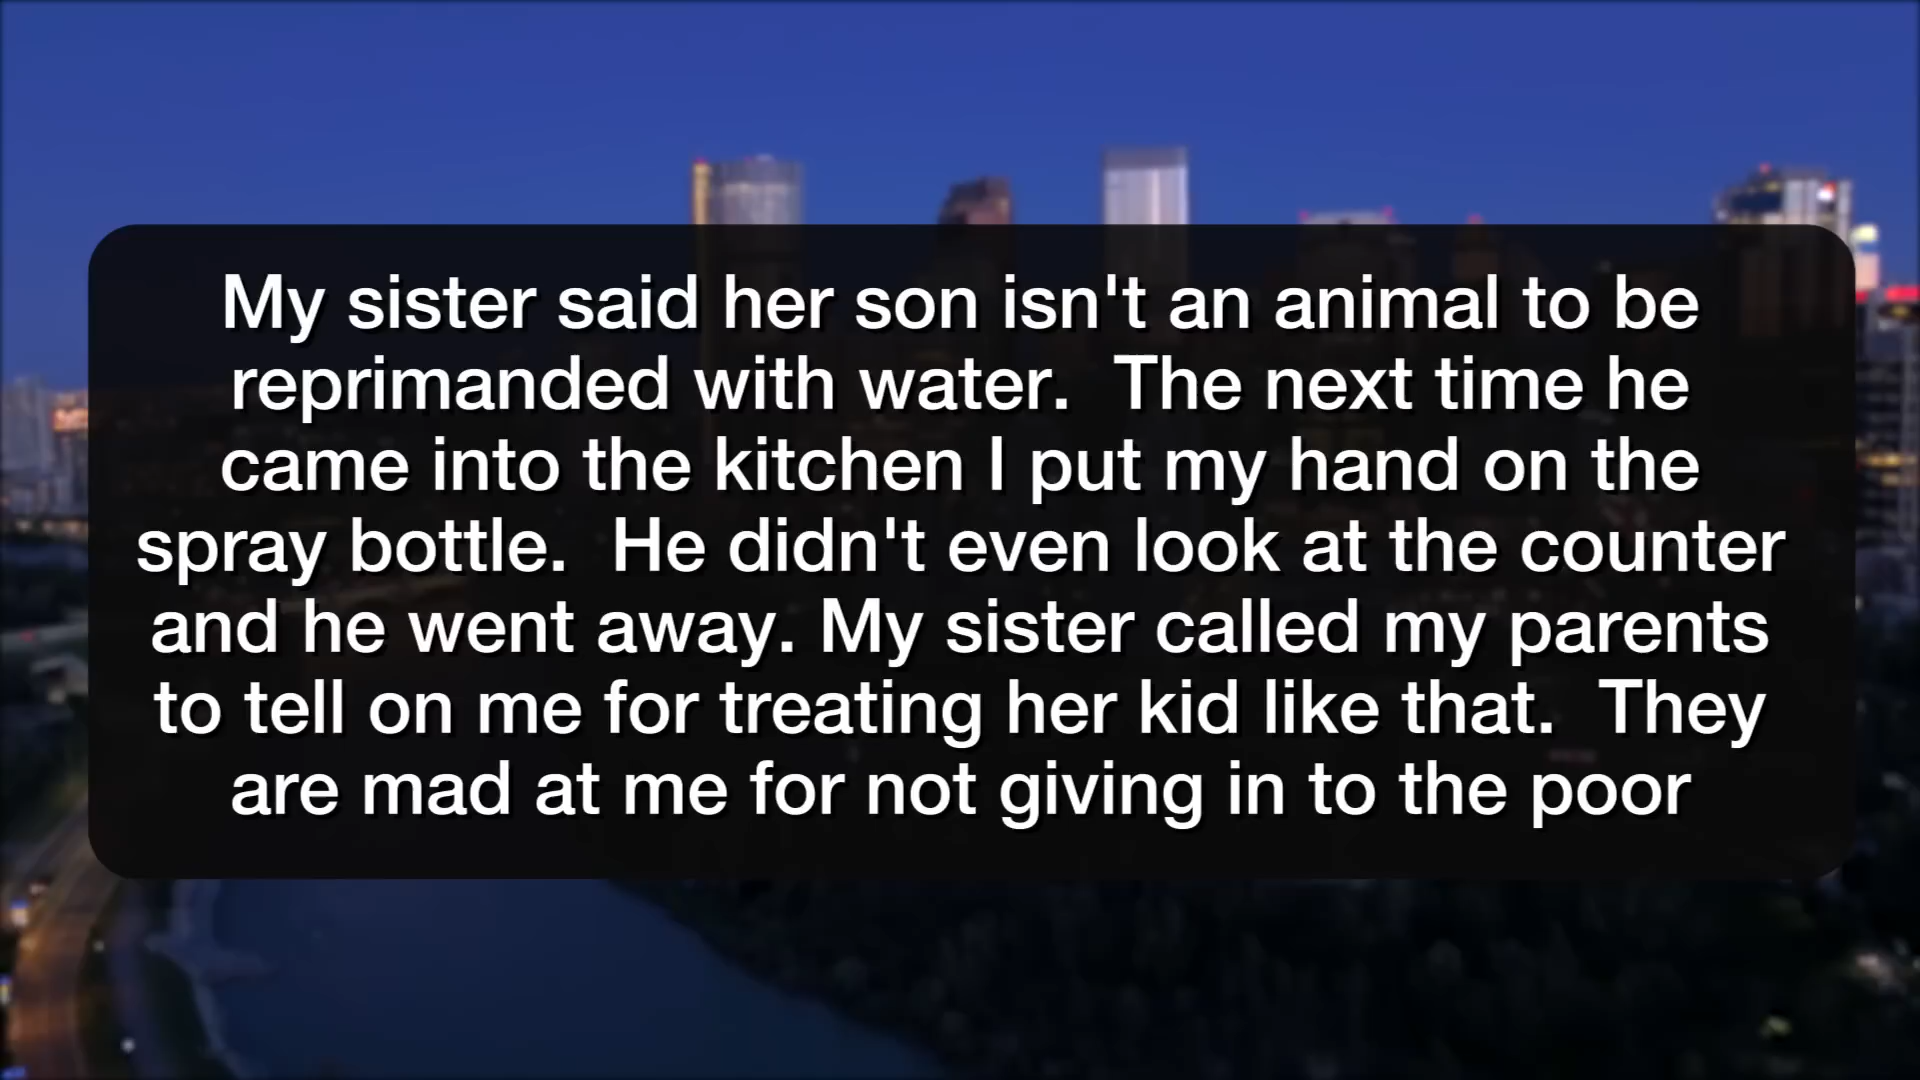 My sister said her son isn't an animal to be
reprimanded with water.  The next time he
came into the kitchen I put my hand on the
spray bottle.  He didn't even look at the counter
and he went away. My sister called my parents
to tell on me for treating her kid like that.  They
are mad at me for not giving in to the poor